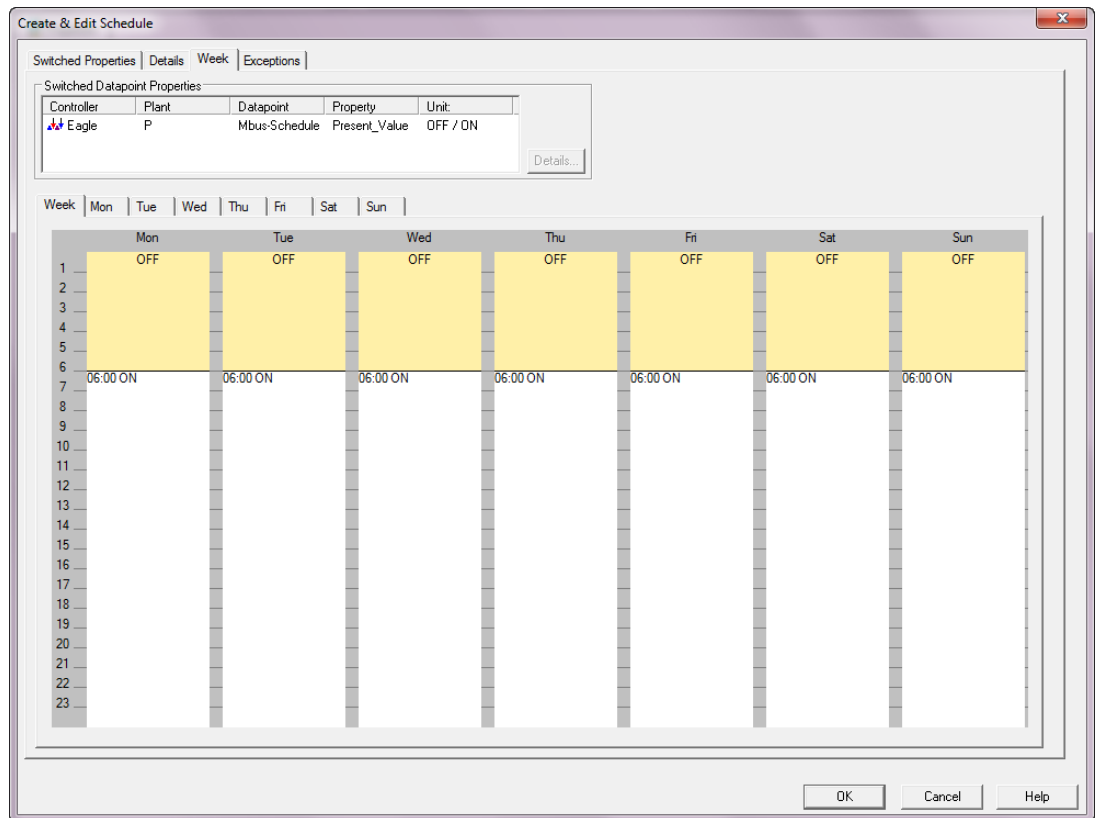 Create & Edit Schedule
x
Switched Properties Details Week Exceptions
Switched Datapoint Properties
Controller Plant Datapoint Property Unit:
Eagle P Mbus-Schedule Present_Value OFF / ON
Details...
Week Mon Tue Wed Thu Fri Sat Sun
Mon Tue Wed Thu Fri Sat Sun
OFF OFF OFF OFF OFF OFF OFF
1
2
3
4
5
6
06:00 ON 06:00 ON 06:00 ON 06:00 ON 06:00 ON 06:00 ON 06:00 ON
7
8
9
10
11
12
13
14
15
16
17
18
19
20
21
22
23
OK Cancel Help